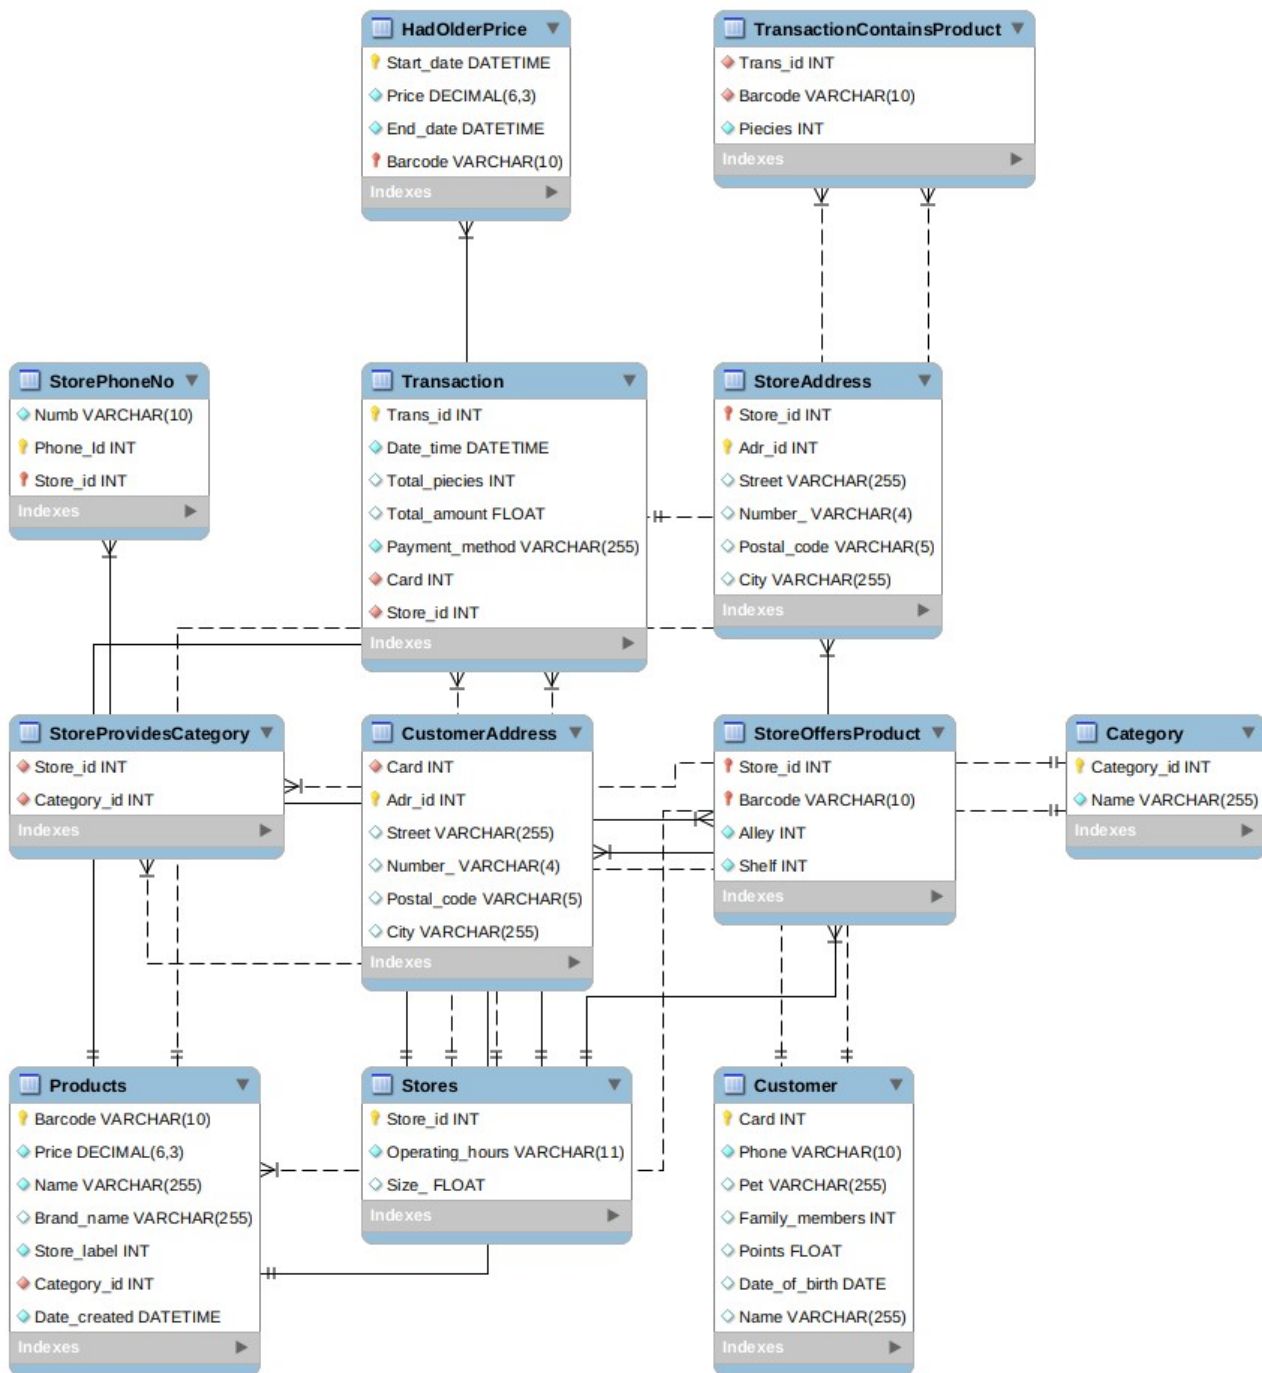 HadOlderPrice
Start_date DATETIME
Price DECIMAL(6,3)
End_date DATETIME
Barcode VARCHAR(10)
Indexes
TransactionContainsProduct
Trans_id INT
Barcode VARCHAR(10)
Piecies INT
Indexes
StorePhoneNo
Numb VARCHAR(10)
Phone_Id INT
Store_id INT
Indexes
Transaction
Trans_id INT
Date_time DATETIME
Total_piecies INT
Total_amount FLOAT
Payment_method VARCHAR(255)
Card INT
Store_id INT
Indexes
StoreAddress
Store_id INT
Adr_id INT
Street VARCHAR(255)
Number_ VARCHAR(4)
Postal_code VARCHAR(5)
City VARCHAR(255)
Indexes
StoreProvidesCategory
Store_id INT
Category_id INT
Indexes
CustomerAddress
Card INT
Adr_id INT
Street VARCHAR(255)
Number_ VARCHAR(4)
Postal_code VARCHAR(5)
City VARCHAR(255)
Indexes
StoreOffersProduct
Store_id INT
Barcode VARCHAR(10)
Alley INT
Shelf INT
Indexes
Category
Category_id INT
Name VARCHAR(255)
Indexes
Products
Barcode VARCHAR(10)
Price DECIMAL(6,3)
Name VARCHAR(255)
Brand_name VARCHAR(255)
Store_label INT
Category_id INT
Date_created DATETIME
Indexes
Stores
Store_id INT
Operating_hours VARCHAR(11)
Size_ FLOAT
Indexes
Customer
Card INT
Phone VARCHAR(10)
Pet VARCHAR(255)
Family_members INT
Points FLOAT
Date_of_birth DATE
Name VARCHAR(255)
Indexes